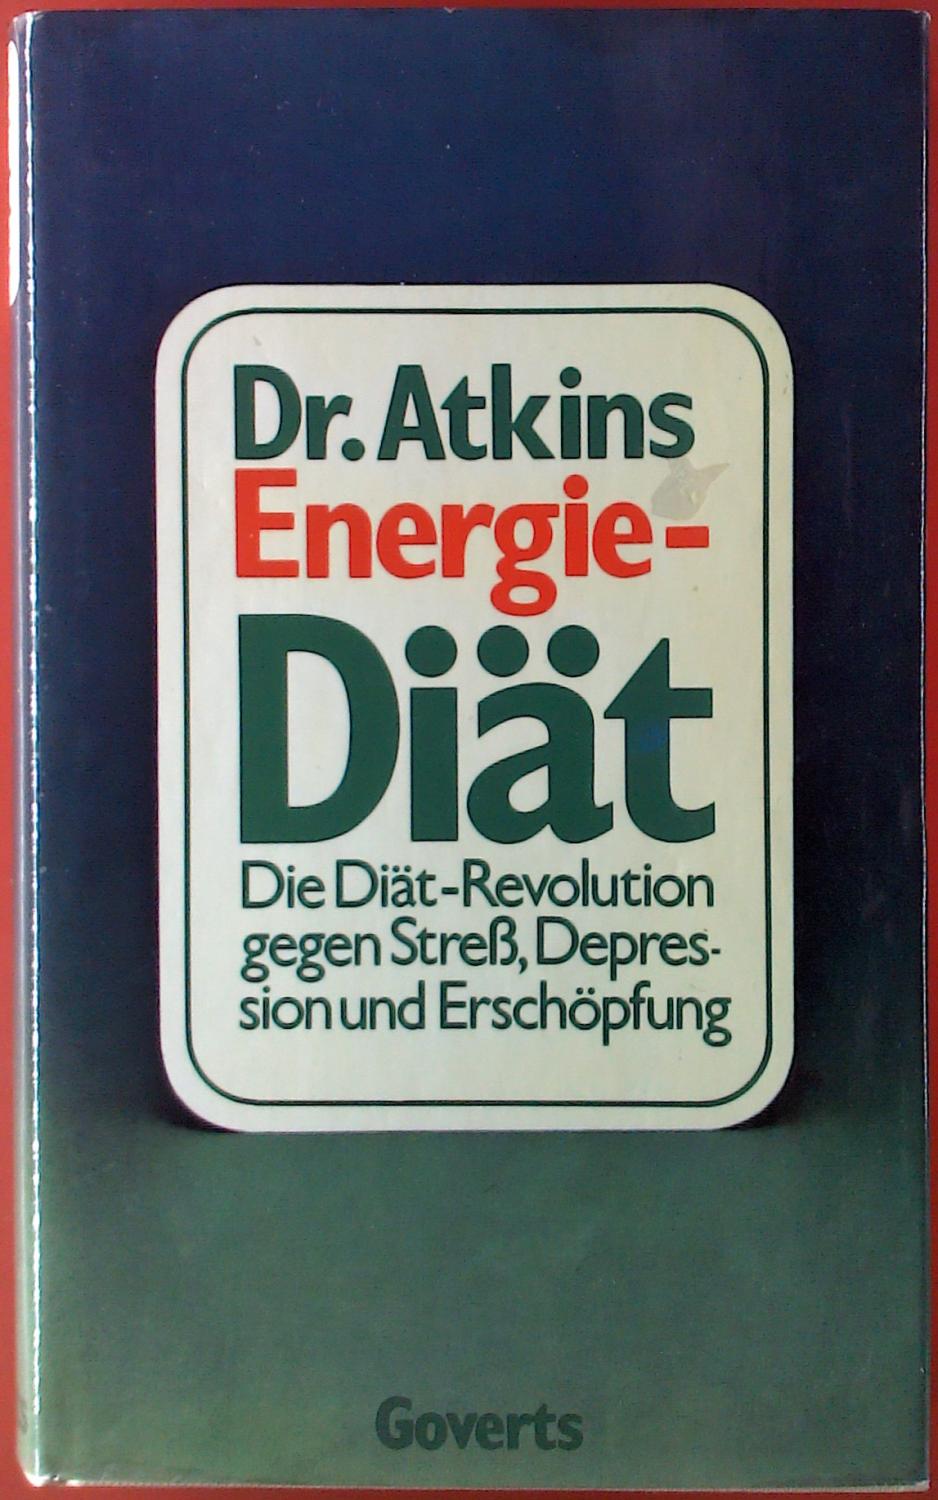 Dr. Atkins
Energie-
Diät
Die Diät-Revolution
gegen Streß, Depres-
sion und Erschöpfung
Goverts